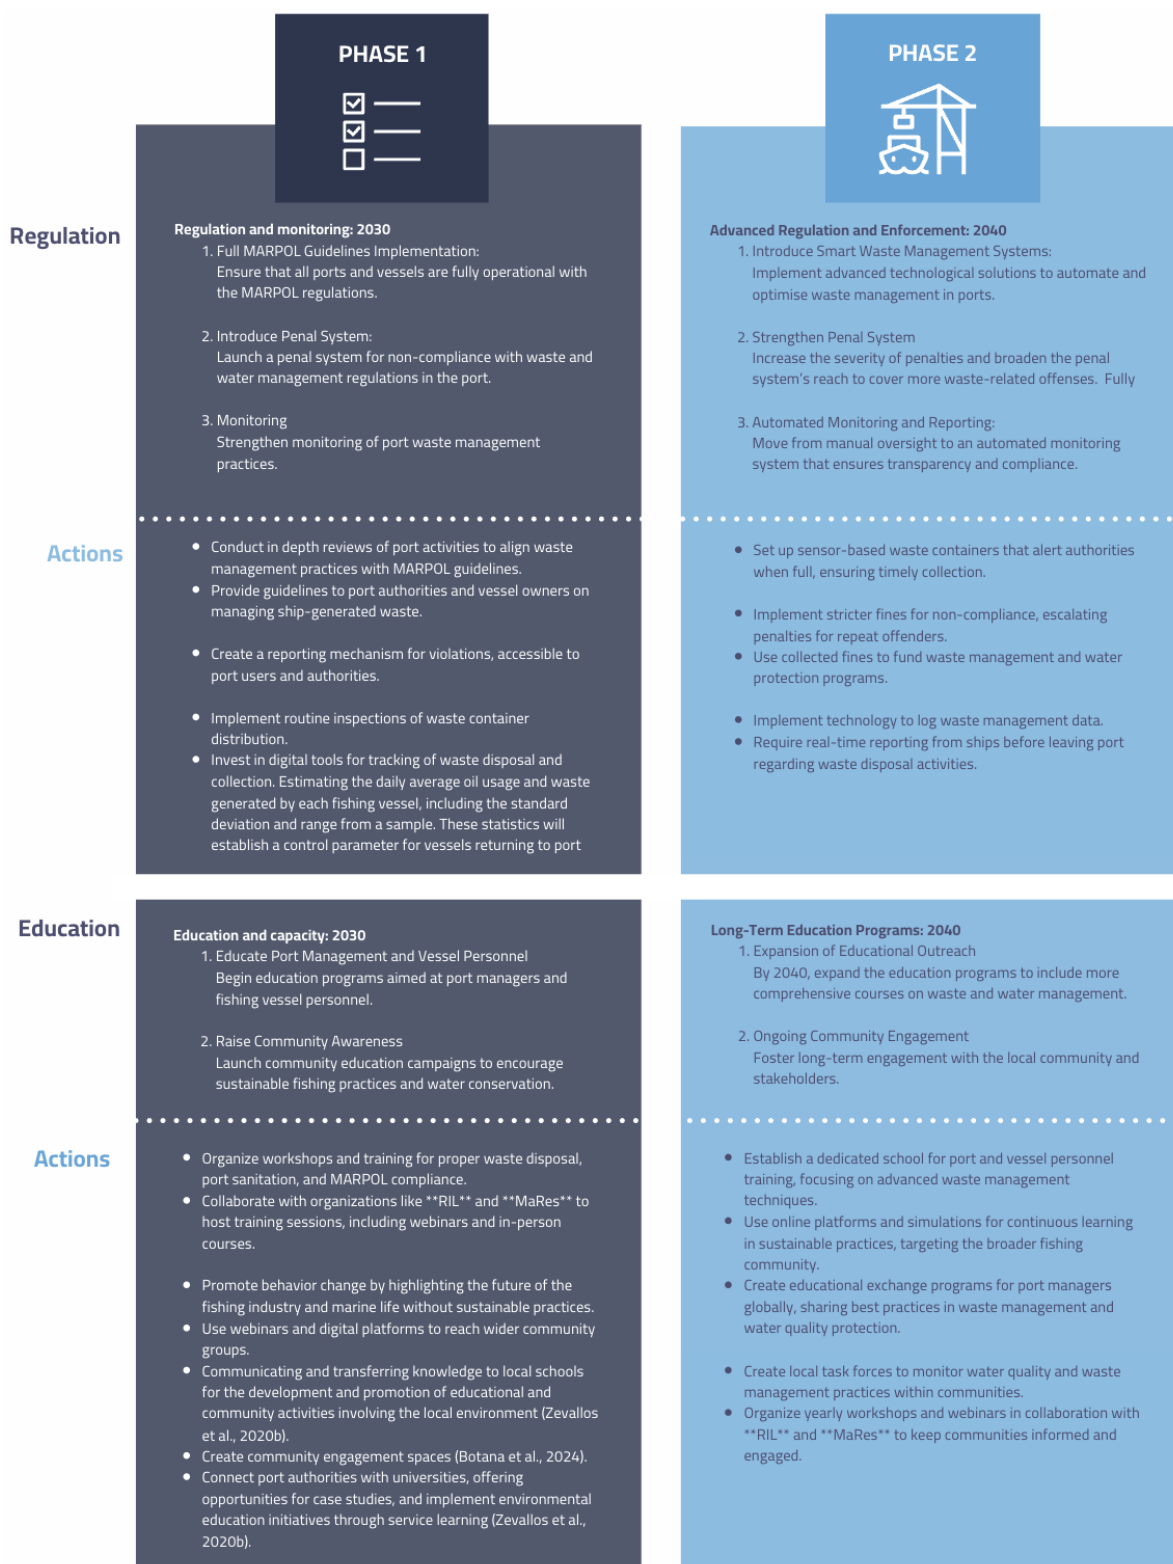 PHASE 1
Regulation
Regulation and monitoring: 2030
1. Full MARPOL Guidelines Implementation:
Ensure that all ports and vessels are fully operational with
the MARPOL regulations.
2. Introduce Penal System:
Launch a penal system for non-compliance with waste and
water management regulations in the port.
3. Monitoring
Strengthen monitoring of port waste management
practices.
Actions
• Conduct in depth reviews of port activities to align waste
management practices with MARPOL guidelines.
• Provide guidelines to port authorities and vessel owners on
managing ship-generated waste.
• Create a reporting mechanism for violations, accessible to
port users and authorities.
• Implement routine inspections of waste container
distribution.
• Invest in digital tools for tracking of waste disposal and
collection. Estimating the daily average oil usage and waste
generated by each fishing vessel, including the standard
deviation and range from a sample. These statistics will
establish a control parameter for vessels returning to port
PHASE 2
Advanced Regulation and Enforcement: 2040
1. Introduce Smart Waste Management Systems:
Implement advanced technological solutions to automate and
optimise waste management in ports.
2. Strengthen Penal System
Increase the severity of penalties and broaden the penal
system's reach to cover more waste-related offenses. Fully
3. Automated Monitoring and Reporting:
Move from manual oversight to an automated monitoring
system that ensures transparency and compliance.
• Set up sensor-based waste containers that alert authorities
when full, ensuring timely collection.
• Implement stricter fines for non-compliance, escalating
penalties for repeat offenders.
• Use collected fines to fund waste management and water
protection programs.
• Implement technology to log waste management data.
• Require real-time reporting from ships before leaving port
regarding waste disposal activities.
Education
Education and capacity: 2030
1. Educate Port Management and Vessel Personnel
Begin education programs aimed at port managers and
fishing vessel personnel.
2. Raise Community Awareness
Launch community education campaigns to encourage
sustainable fishing practices and water conservation.
Actions
• Organize workshops and training for proper waste disposal,
port sanitation, and MARPOL compliance.
• Collaborate with organizations like **RIL** and **MaRes** to
host training sessions, including webinars and in-person
courses.
• Promote behavior change by highlighting the future of the
fishing industry and marine life without sustainable practices.
• Use webinars and digital platforms to reach wider community
groups.
• Communicating and transferring knowledge to local schools
for the development and promotion of educational and
community activities involving the local environment (Zevallos
et al., 2020b).
• Create community engagement spaces (Botana et al., 2024).
• Connect port authorities with universities, offering
opportunities for case studies, and implement environmental
education initiatives through service learning (Zevallos et al.,
2020b).
Long-Term Education Programs: 2040
1. Expansion of Educational Outreach
By 2040, expand the education programs to include more
comprehensive courses on waste and water management.
2. Ongoing Community Engagement
Foster long-term engagement with the local community and
stakeholders.
• Establish a dedicated school for port and vessel personnel
training, focusing on advanced waste management
techniques.
• Use online platforms and simulations for continuous learning
in sustainable practices, targeting the broader fishing
community.
• Create educational exchange programs for port managers
globally, sharing best practices in waste management and
water quality protection.
• Create local task forces to monitor water quality and waste
management practices within communities.
• Organize yearly workshops and webinars in collaboration with
**RIL** and **MaRes** to keep communities informed and
engaged.